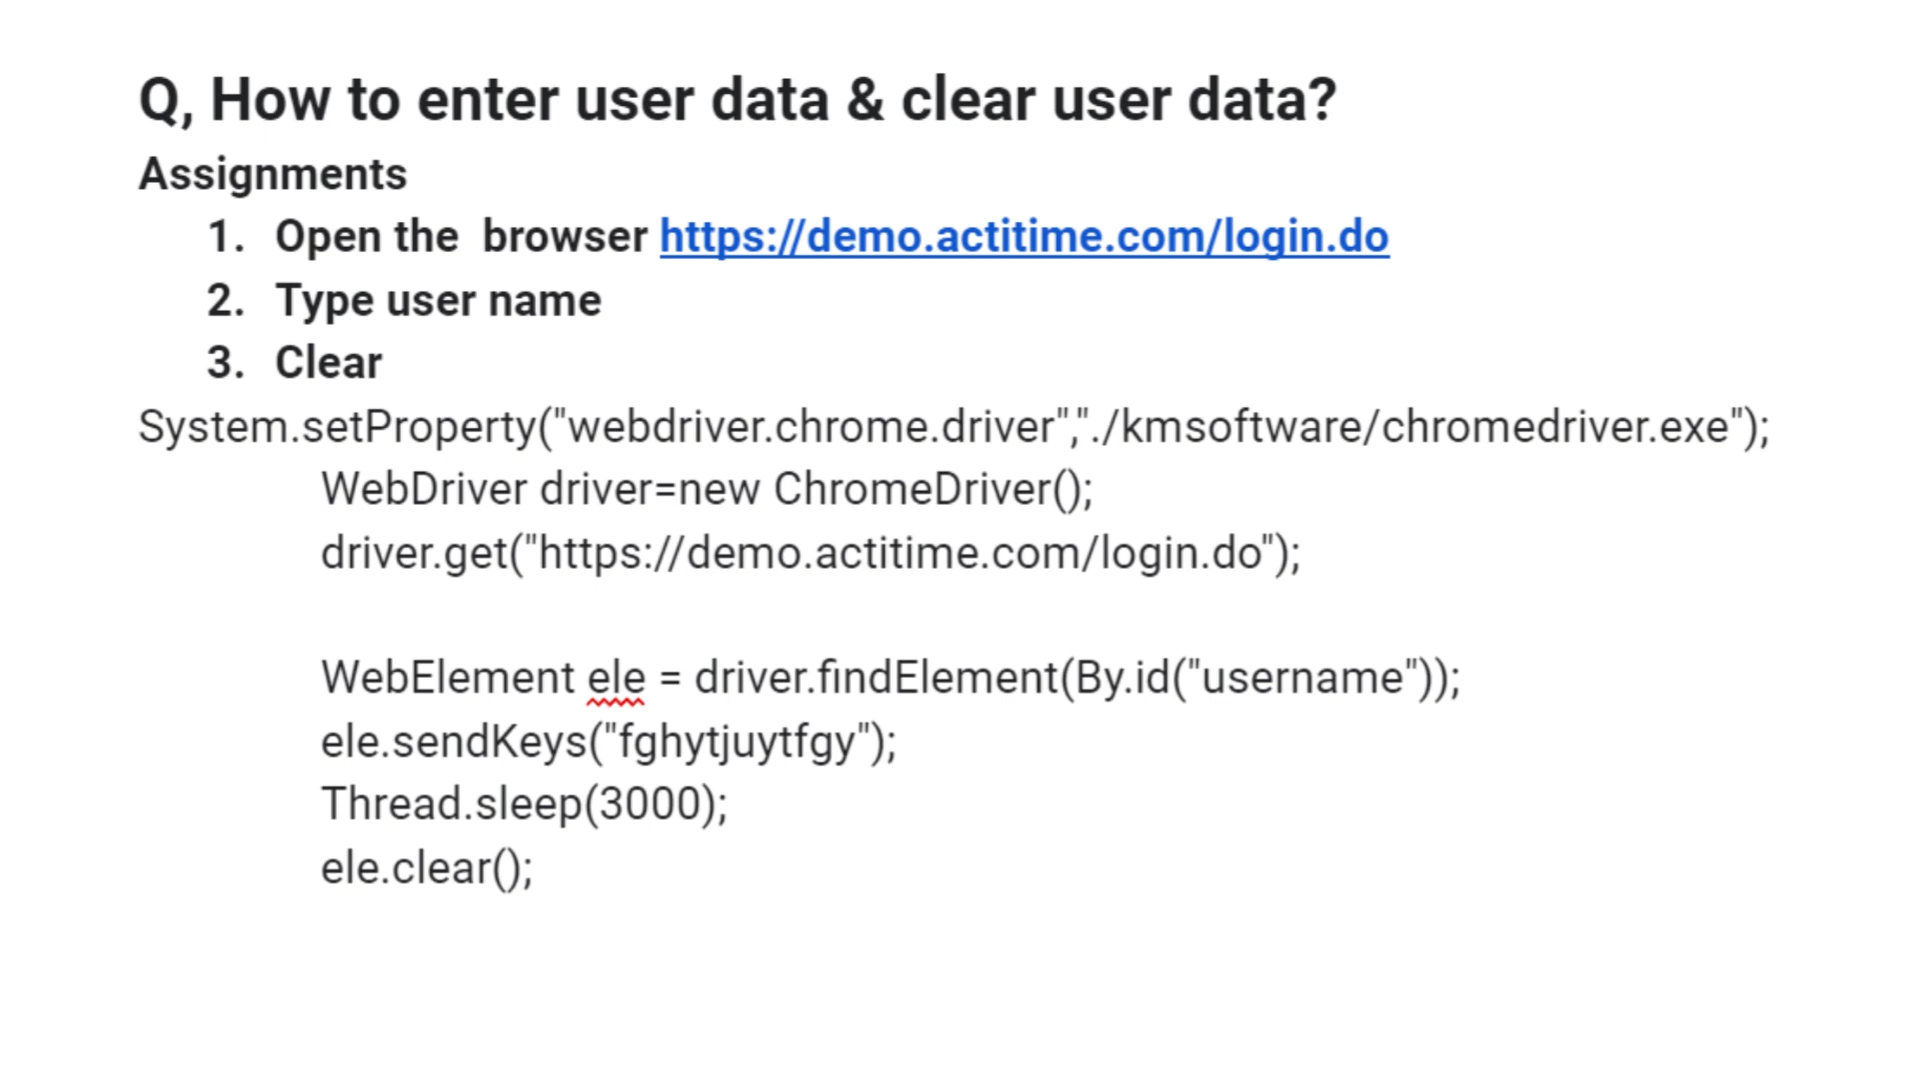 Q, How to enter user data & clear user data?
Assignments
1. Open the browser https://demo.actitime.com/login.do
2. Type user name
3. Clear
System.setProperty("webdriver.chrome.driver","./kmsoftware/chromedriver.exe");
WebDriver driver=new ChromeDriver();
driver.get("https://demo.actitime.com/login.do");
WebElement ele = driver.findElement(By.id("username"));
ele.sendKeys("fghytjuytfgy");
Thread.sleep(3000);
ele.clear();